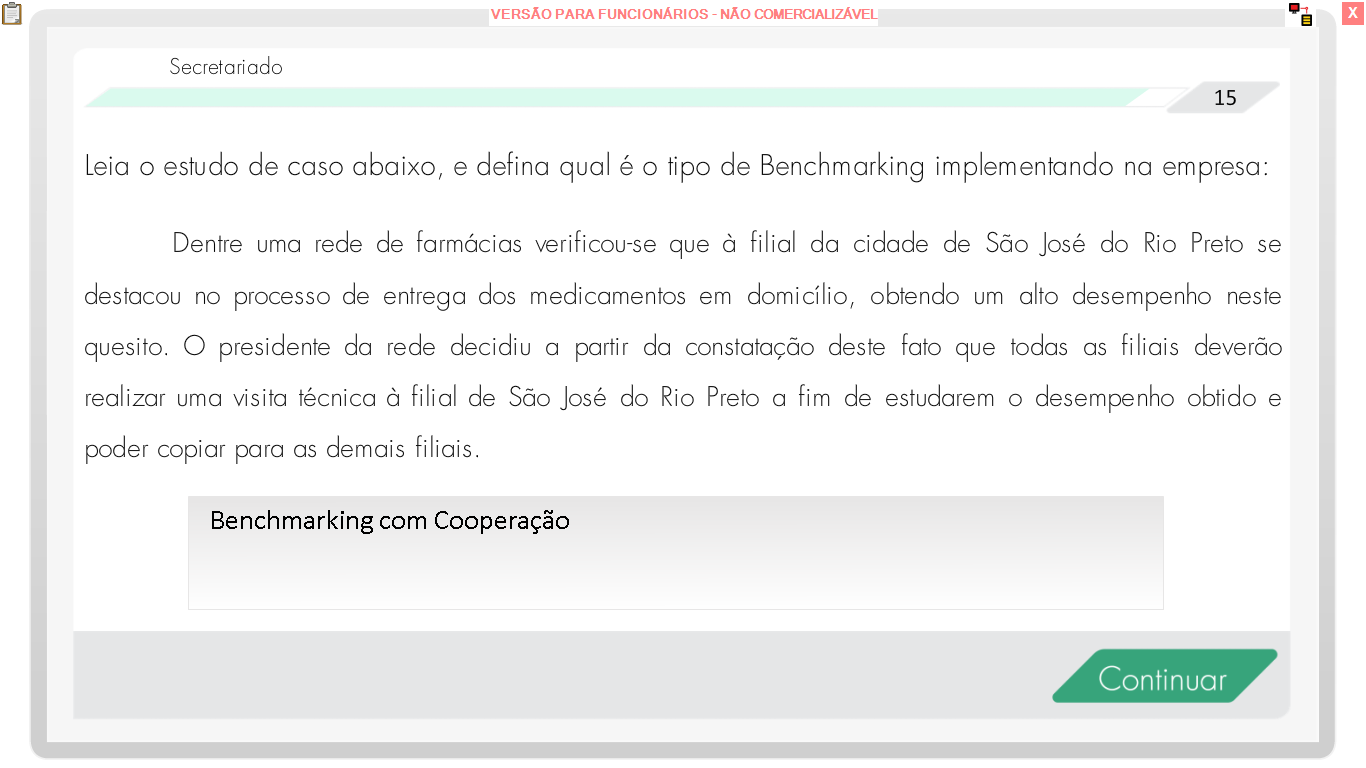 VERSÃO PARA FUNCIONÁRIOS - NÃO COMERCIALIZÁVEL
X
Secretariado
15
Leia o estudo de caso abaixo, e defina qual é o tipo de Benchmarking implementando na empresa:
Dentre uma rede de farmácias verificou-se que à filial da cidade de São José do Rio Preto se
destacou no processo de entrega dos medicamentos em domicílio, obtendo um alto desempenho neste
quesito. O presidente da rede decidiu a partir da constatação deste fato que todas as filiais deverão
realizar uma visita técnica à filial de São José do Rio Preto a fim de estudarem o desempenho obtido e
poder copiar para as demais filiais.
Benchmarking com Cooperação
Continuar